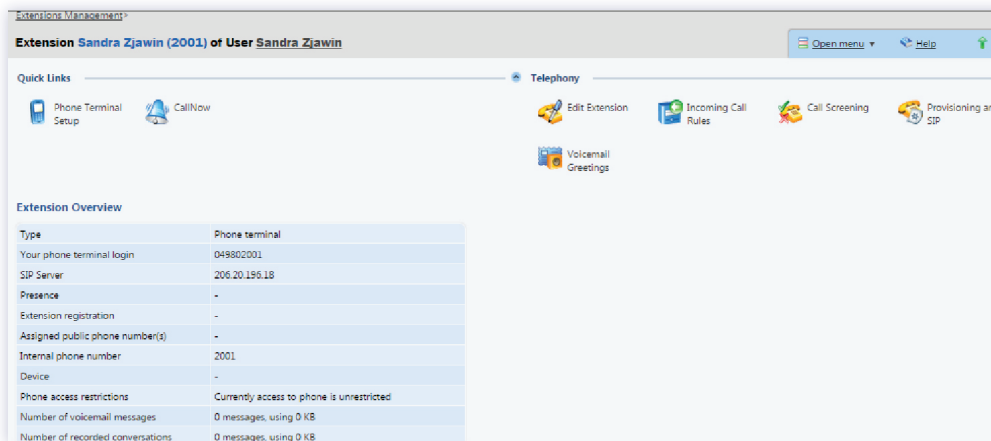 Extensions Management>
Extension Sandra Zjawin (2001) of User Sandra Zjawin
Open menu
Help
Quick Links
Phone Terminal
Setup
CallNow
Telephony
Edit Extension
Incoming Call
Rules
Call Screening
Provisioning an
SIP
Voicemail
Greetings
Extension Overview
Type Phone terminal
Your phone terminal login 049802001
SIP Server 206.20.196.18
Presence -
Extension registration -
Assigned public phone number(s) -
Internal phone number 2001
Device -
Phone access restrictions Currently access to phone is unrestricted
Number of voicemail messages 0 messages, using 0 KB
Number of recorded conversations 0 messages, using 0 KB